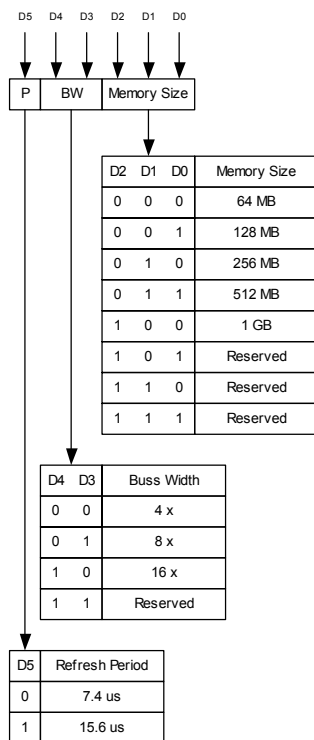 D5 D4 D3 D2 D1 D0
P BW Memory Size
D2 D1 D0 Memory Size
0 0 0 64 MB
0 0 1 128 MB
0 1 0 256 MB
0 1 1 512 MB
1 0 0 1 GB
1 0 1 Reserved
1 1 0 Reserved
1 1 1 Reserved
D4 D3 Buss Width
0 0 4 x
0 1 8 x
1 0 16 x
1 1 Reserved
D5 Refresh Period
0 7.4 us
1 15.6 us